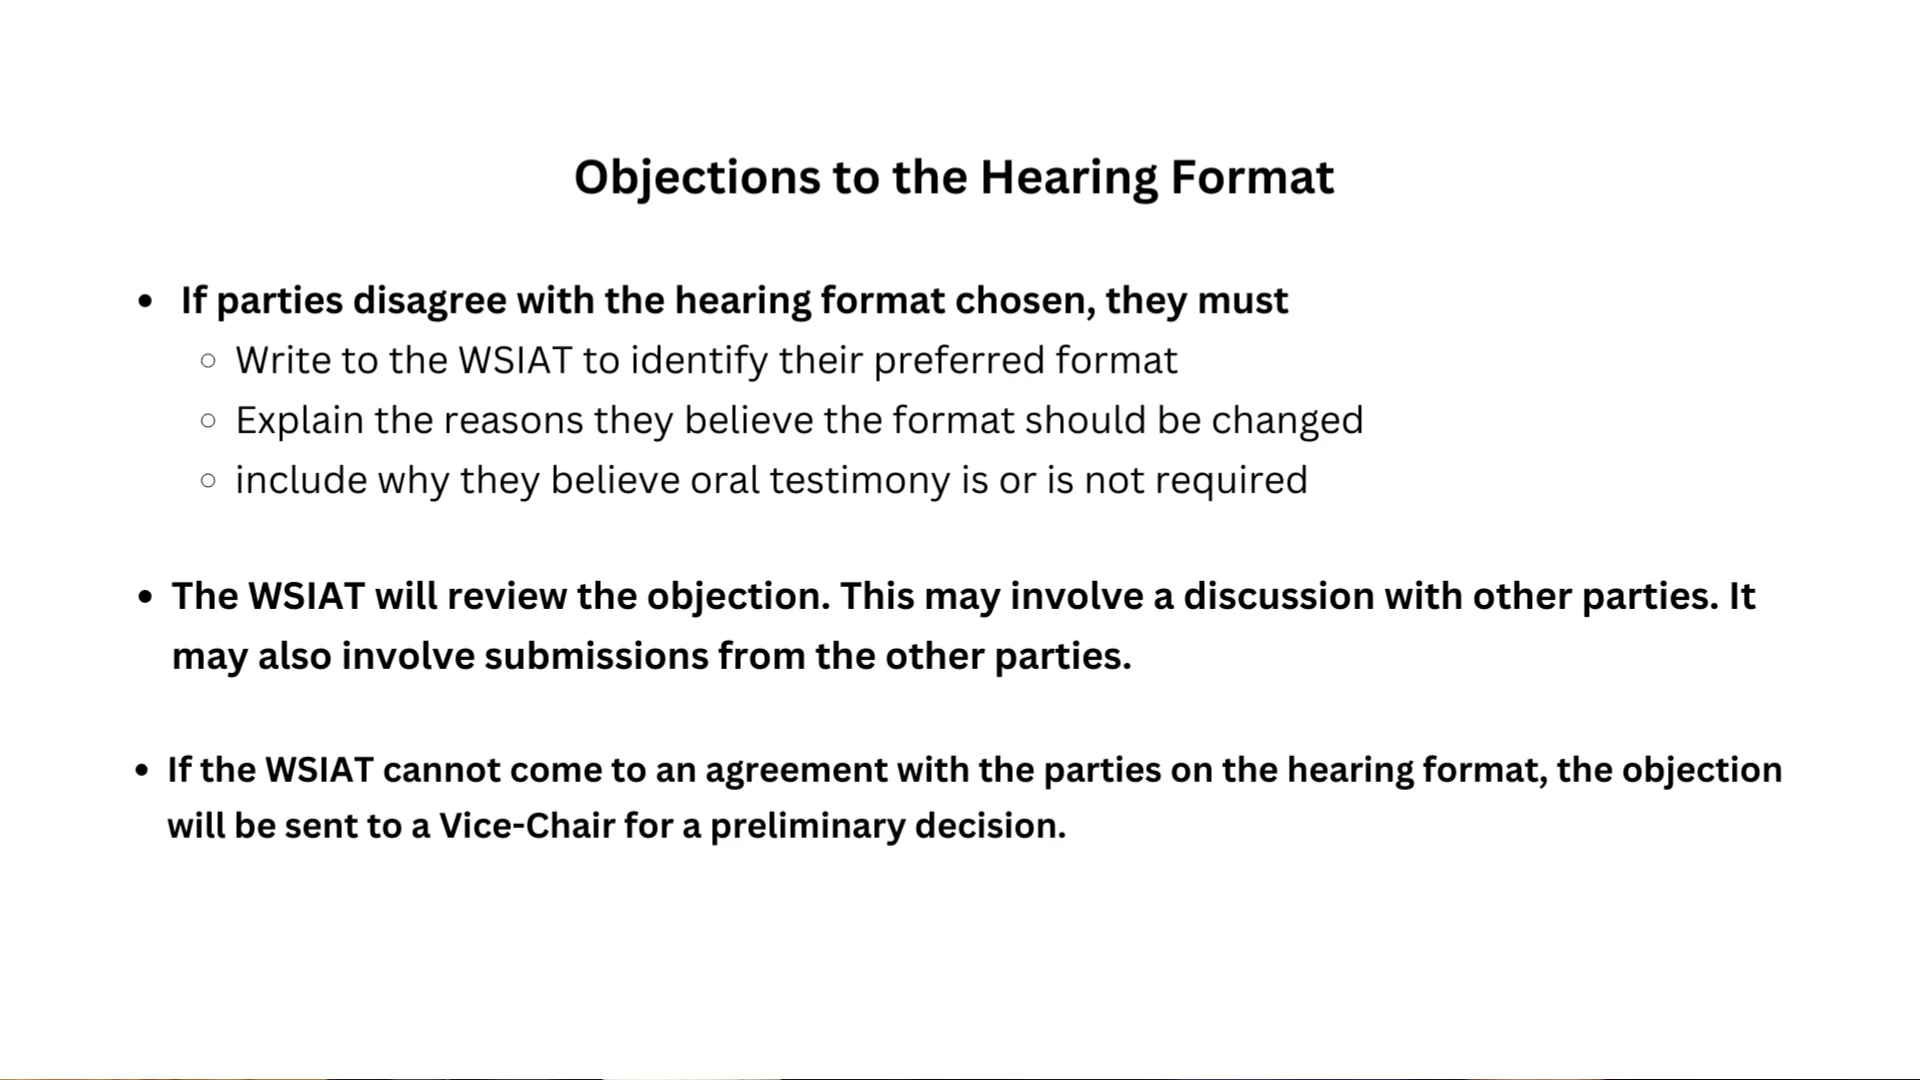 Objections to the Hearing Format
• If parties disagree with the hearing format chosen, they must
○ Write to the WSIAT to identify their preferred format
○ Explain the reasons they believe the format should be changed
○ include why they believe oral testimony is or is not required
• The WSIAT will review the objection. This may involve a discussion with other parties. It
may also involve submissions from the other parties.
• If the WSIAT cannot come to an agreement with the parties on the hearing format, the objection
will be sent to a Vice-Chair for a preliminary decision.